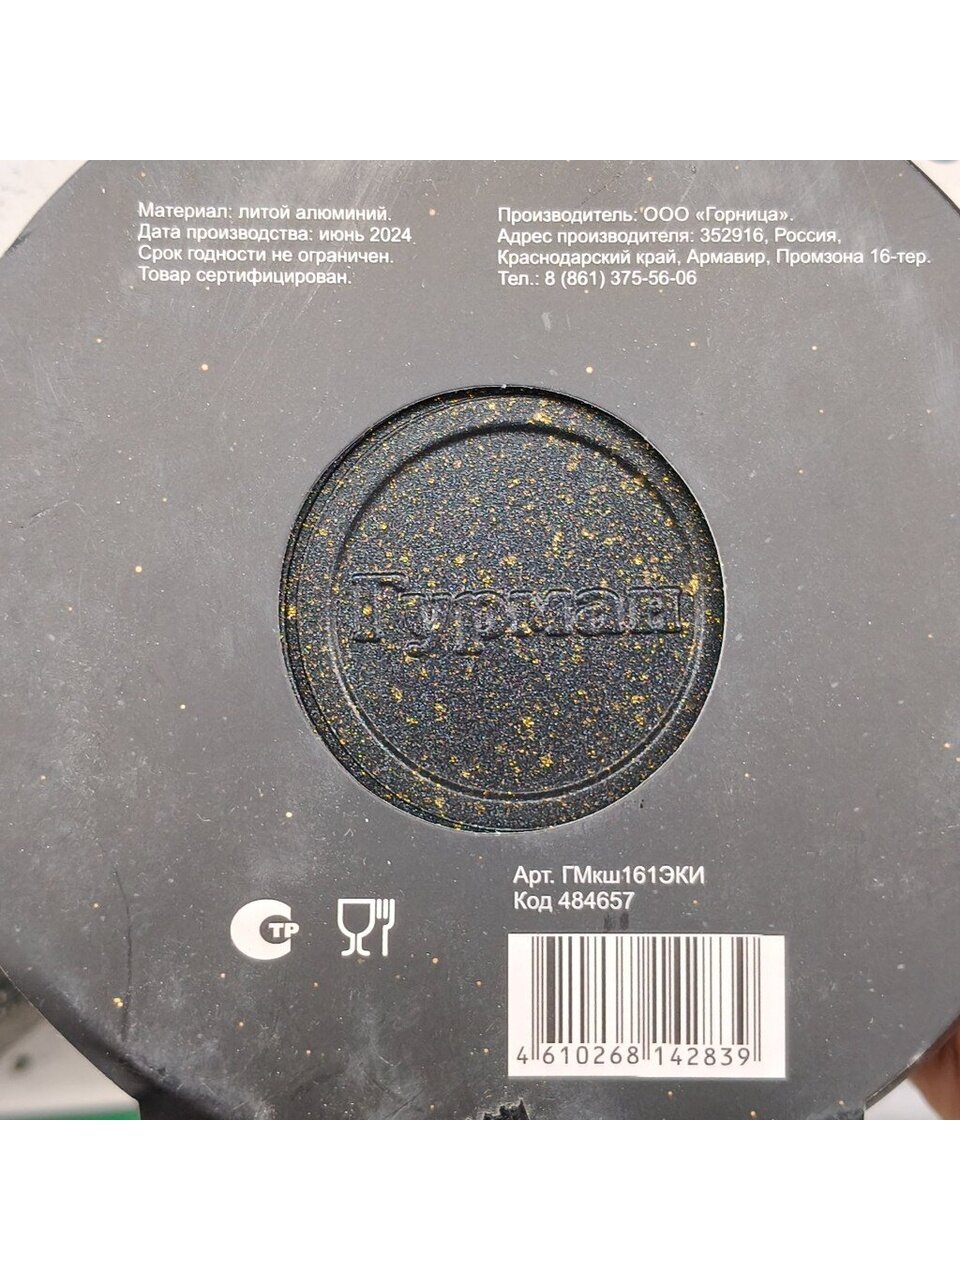 Материал: литой алюминий.
Дата производства: июнь 2024
Срок годности не ограничен.
Товар сертифицирован.
Производитель: ООО «Горница».
Адрес производителя: 352916, Россия,
Краснодарский край, Армавир, Промзона 16-тер.
Тел.: 8 (861) 375-56-06
Гурман
Арт. ГМкш161ЭКИ
Код 484657
СТР
4 610268 142839